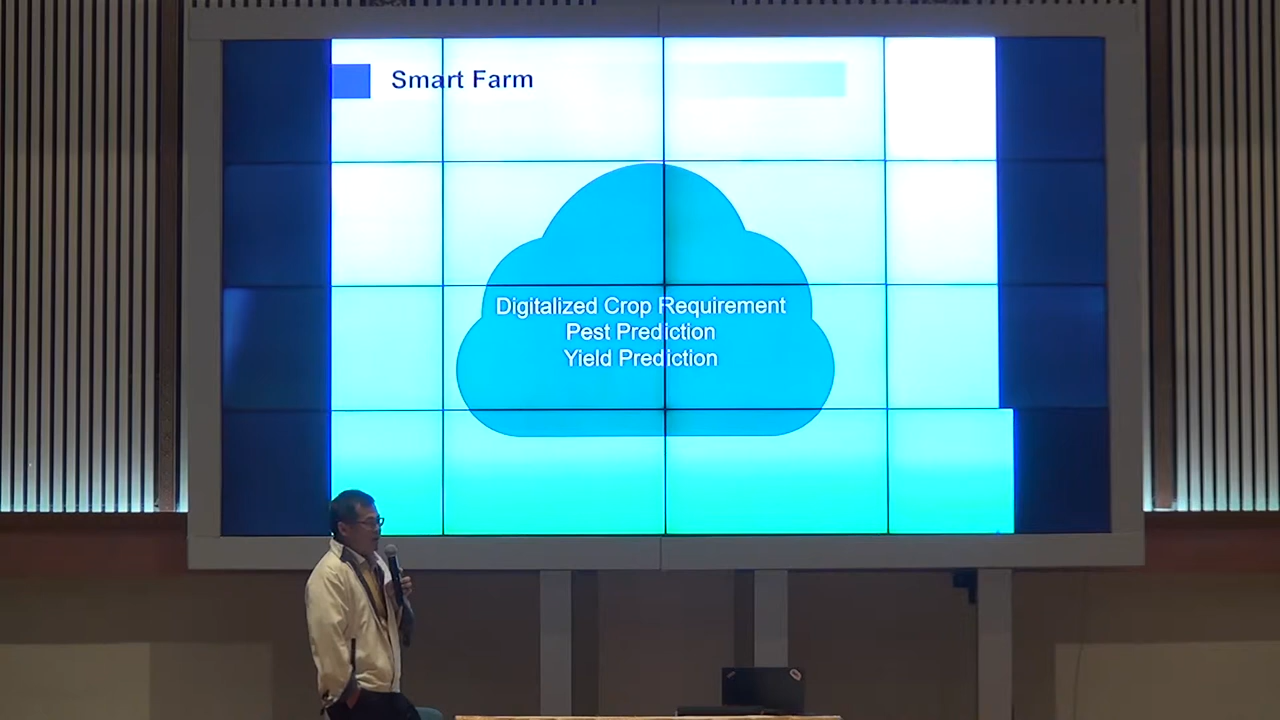 Smart Farm
Digitalized Crop Requirement
Pest Prediction
Yield Prediction